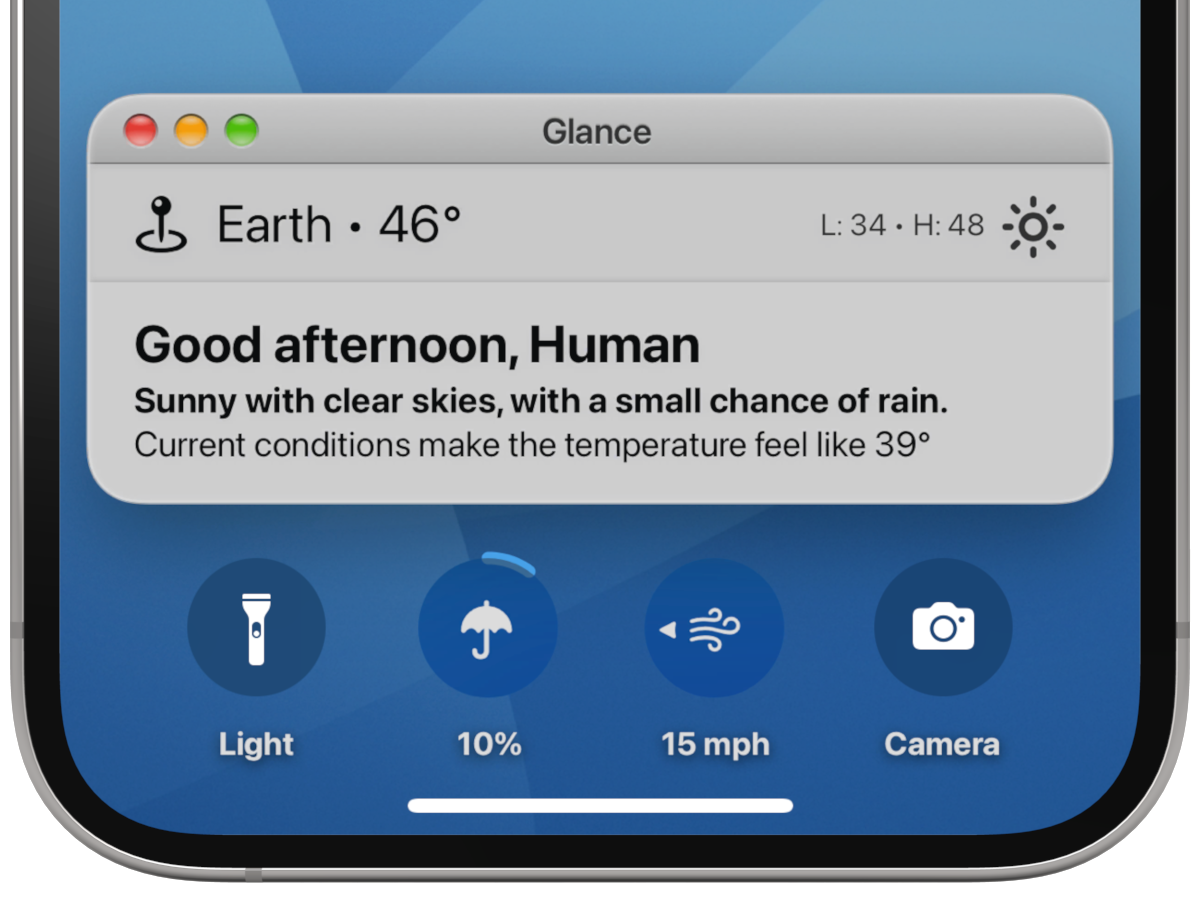 Glance
Earth • 46°
L: 34 • H: 48
Good afternoon, Human
Sunny with clear skies, with a small chance of rain.
Current conditions make the temperature feel like 39°
Light
10%
15 mph
Camera